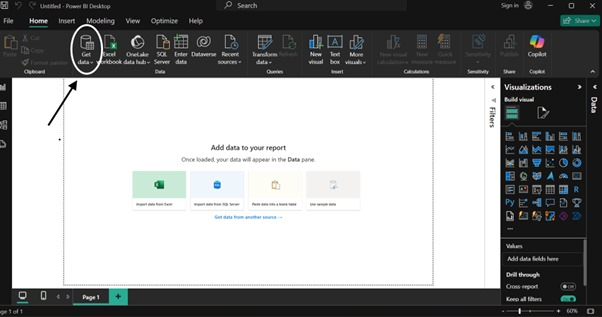 Untitled - Power BI Desktop
Search
Sign in
File Home Insert Modeling View Optimize Help
Share
Paste
Cut
Copy
Format painter
Clipboard
Get data
Excel workbook
OneLake data hub
SQL Server
Enter data
Dataverse
Recent sources
Data
Transform data
Refresh
Queries
New visual
Text box
More visuals
Insert
New visual calculation
New measure
Quick measure
Calculations
Sensitivity
Sensitivity
Publish
Share
Copilot
Copilot
Add data to your report
Once loaded, your data will appear in the Data pane.
Import data from Excel
Import data from SQL Server
Paste data into a blank table
Use sample data
Get data from another source →
Filters
Visualizations
Build visual
Data
R
Py
...
Values
Add data fields here
Drill through
Cross-report
Off
Keep all filters
Page 1
Page 1 of 1
60%